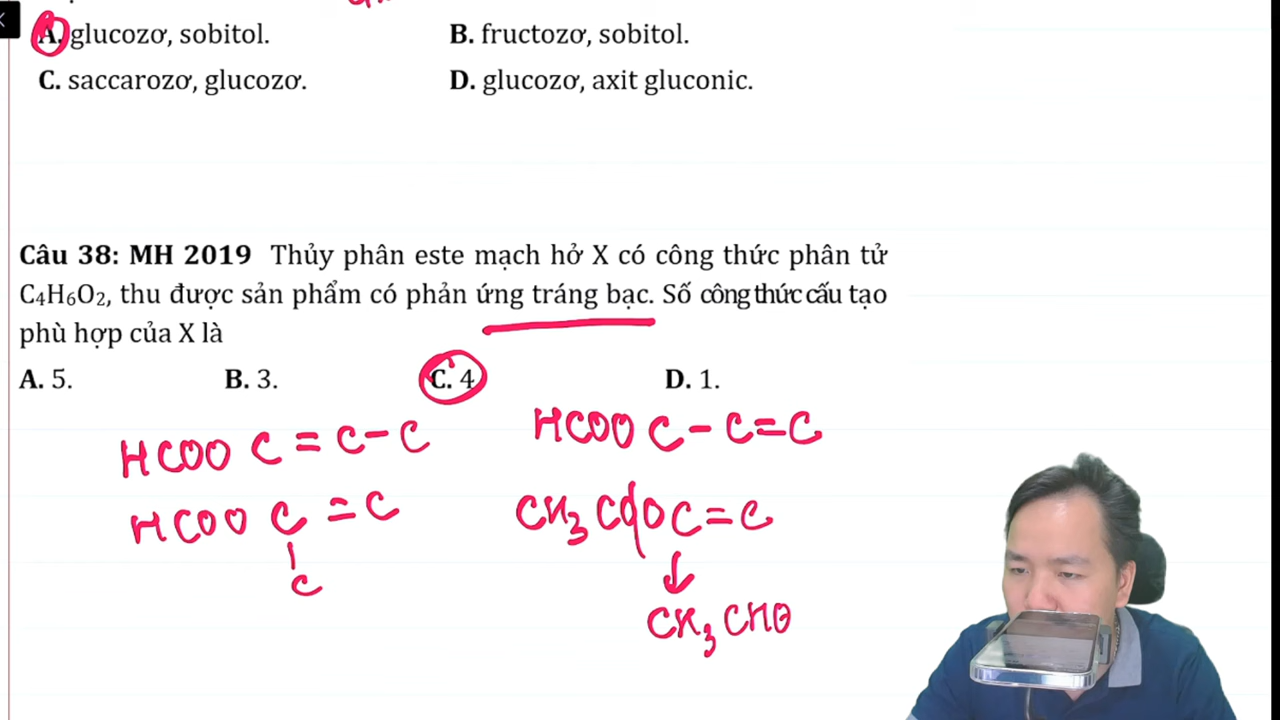 A. glucozơ, sobitol. B. fructozơ, sobitol.
C. saccarozơ, glucozơ. D. glucozơ, axit gluconic.
Câu 38: MH 2019 Thủy phân este mạch hở X có công thức phân tử
C₄H₆O₂, thu được sản phẩm có phản ứng tráng bạc. Số công thức cấu tạo
phù hợp của X là
A. 5. B. 3. C. 4 D. 1.
HCOO C = C - C HCOO C - C = C
HCOO C = C CH₃ COO C = C
C
CH₃ CHO